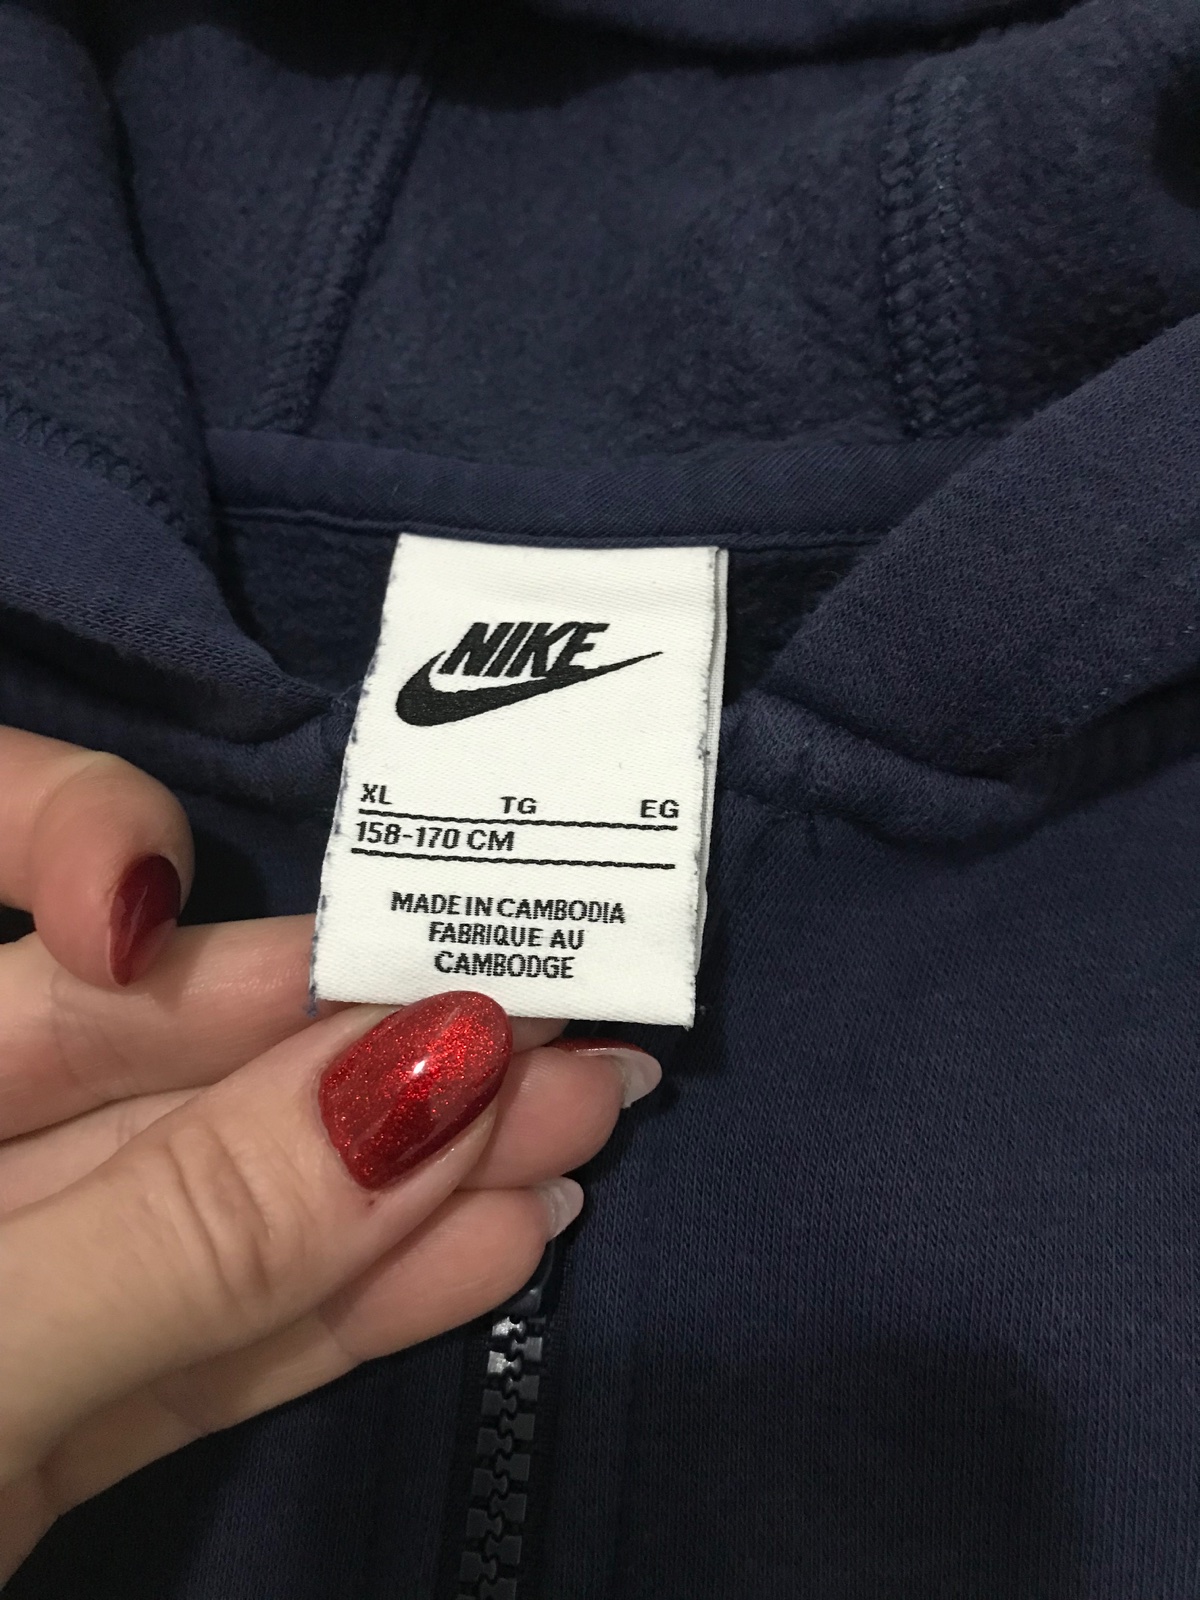 NIKE
XL TG EG
158-170 CM
MADE IN CAMBODIA
FABRIQUE AU
CAMBODGE